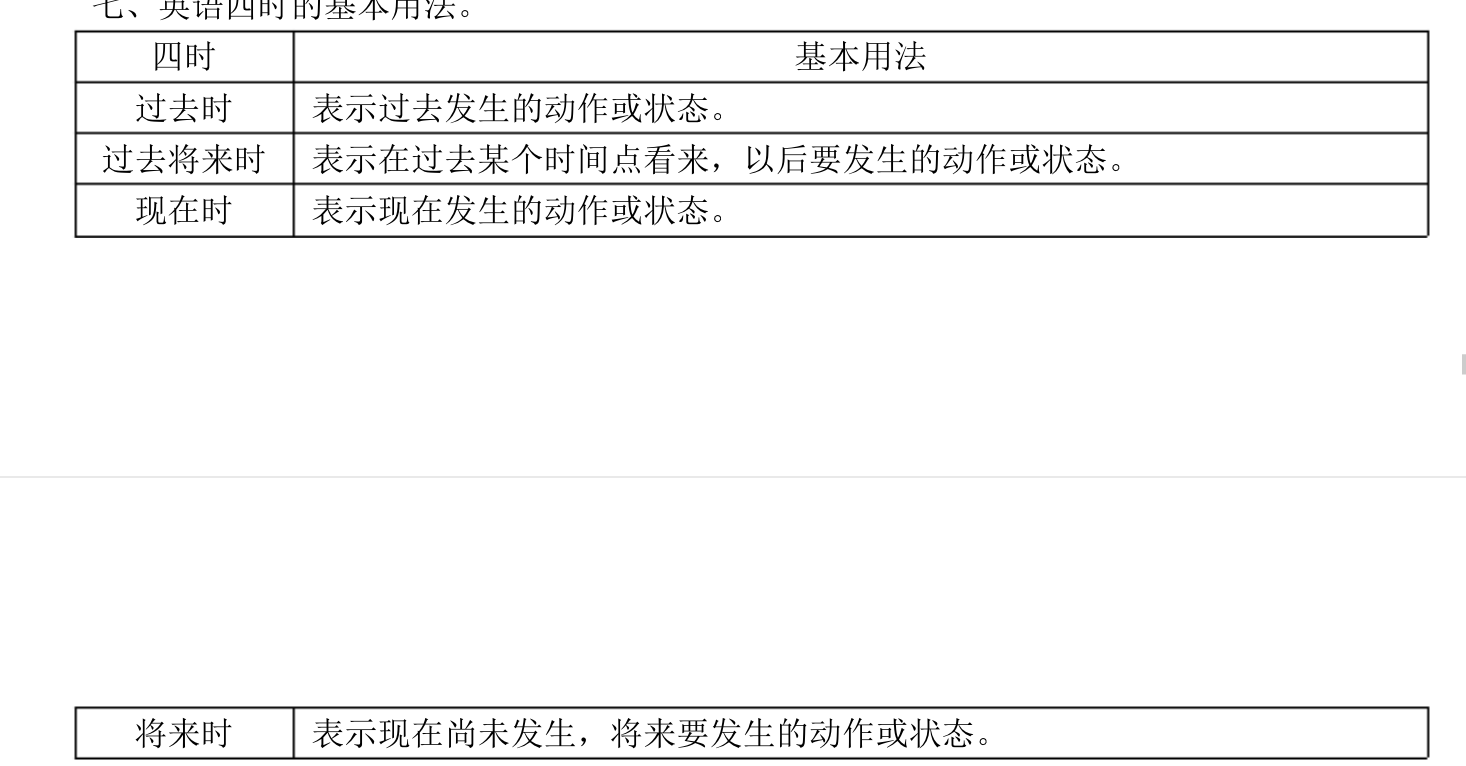 七、英语四时的基本用法。
四时 基本用法
过去时 表示过去发生的动作或状态。
过去将来时 表示在过去某个时间点看来，以后要发生的动作或状态。
现在时 表示现在发生的动作或状态。
将来时 表示现在尚未发生，将来要发生的动作或状态。